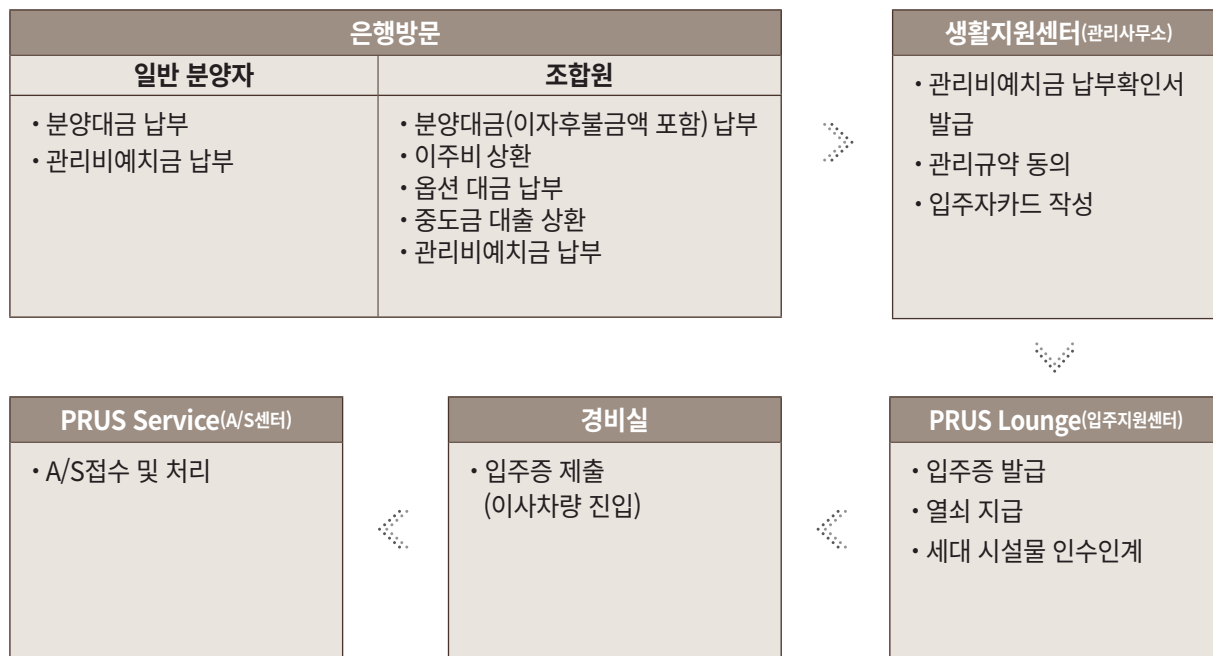 은행방문
일반 분양자
・분양대금 납부
・관리비예치금 납부
조합원
・분양대금(이자후불금액 포함) 납부
・이주비 상환
・옵션 대금 납부
・중도금 대출 상환
・관리비예치금 납부
생활지원센터(관리사무소)
・관리비예치금 납부확인서
발급
・관리규약 동의
・입주자카드 작성
PRUS Lounge(입주지원센터)
・입주증 발급
・열쇠 지급
・세대 시설물 인수인계
경비실
・입주증 제출
(이사차량 진입)
PRUS Service(A/S센터)
・A/S접수 및 처리